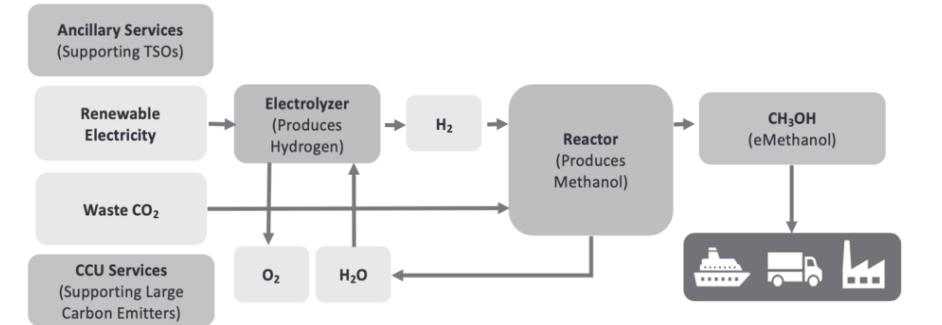 Ancillary Services
(Supporting TSOs)
Renewable
Electricity
Electrolyzer
(Produces
Hydrogen)
H₂
Reactor
(Produces
Methanol)
CH₃OH
(eMethanol)
Waste CO₂
CCU Services
(Supporting Large
Carbon Emitters)
O₂
H₂O